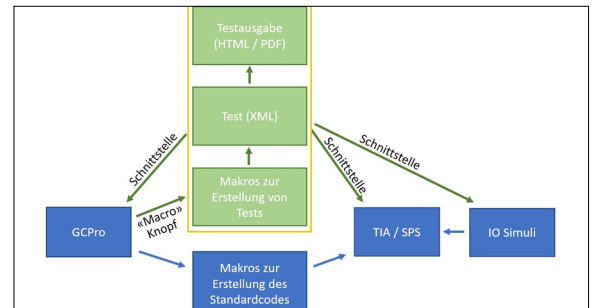 Testausgabe
(HTML / PDF)
Test (XML)
Schnittstelle
Schnittstelle
Schnittstelle
Makros zur
Erstellung von
Tests
«Macro»
Knopf
GCPro
TIA / SPS
IO Simuli
Makros zur
Erstellung des
Standardcodes